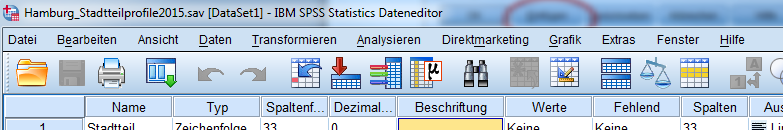 Hamburg_Stadtteilprofile2015.sav [DataSet1] - IBM SPSS Statistics Dateneditor
Datei Bearbeiten Ansicht Daten Transformieren Analysieren Direktmarketing Grafik Extras Fenster Hilfe
Name Typ Spaltenf... Dezimal... Beschriftung Werte Fehlend Spalten Aus
1 Stadtteil Zeichenfolge 33 0 Keine Keine 33 Li